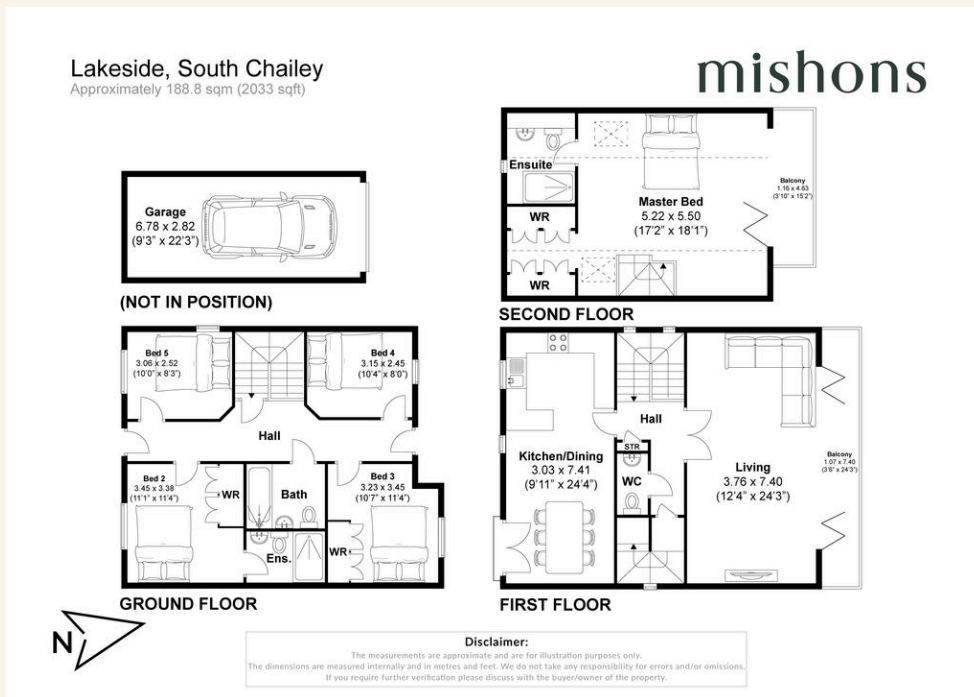 Lakeside, South Chailey
Approximately 188.8 sqm (2033 sqft)
mishons
Garage
6.78 x 2.82
(9'3" x 22'3")
(NOT IN POSITION)
Ensuite
WR
WR
Master Bed
5.22 x 5.50
(17'2" x 18'1")
Balcony
1.16 x 4.63
(3'10" x 15'2")
SECOND FLOOR
Bed 5
3.06 x 2.52
(10'0" x 8'3")
Bed 4
3.15 x 2.45
(10'4" x 8'0")
Hall
Bed 2
3.45 x 3.38
(11'1" x 11'4")
WR
Bath
Ens.
Bed 3
3.23 x 3.45
(10'7" x 11'4")
WR
GROUND FLOOR
Kitchen/Dining
3.03 x 7.41
(9'11" x 24'4")
Hall
STR
WC
Living
3.76 x 7.40
(12'4" x 24'3")
Balcony
1.07 x 7.40
(3'6" x 24'3")
FIRST FLOOR
N
Disclaimer:
The measurements are approximate and are for illustration purposes only.
The dimensions are measured internally and in metres and feet. We do not take any responsibility for errors and/or omissions.
If you require further verification please discuss with the buyer/owner of the property.